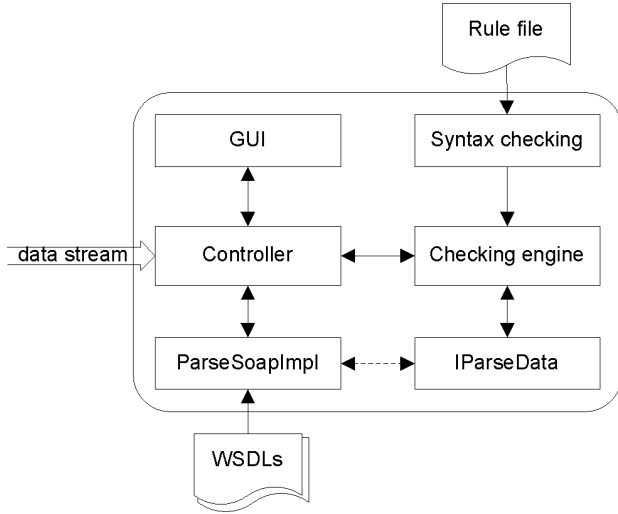 Rule file
GUI
Syntax checking
data stream
Controller
Checking engine
ParseSoapImpl
IParseData
WSDLs